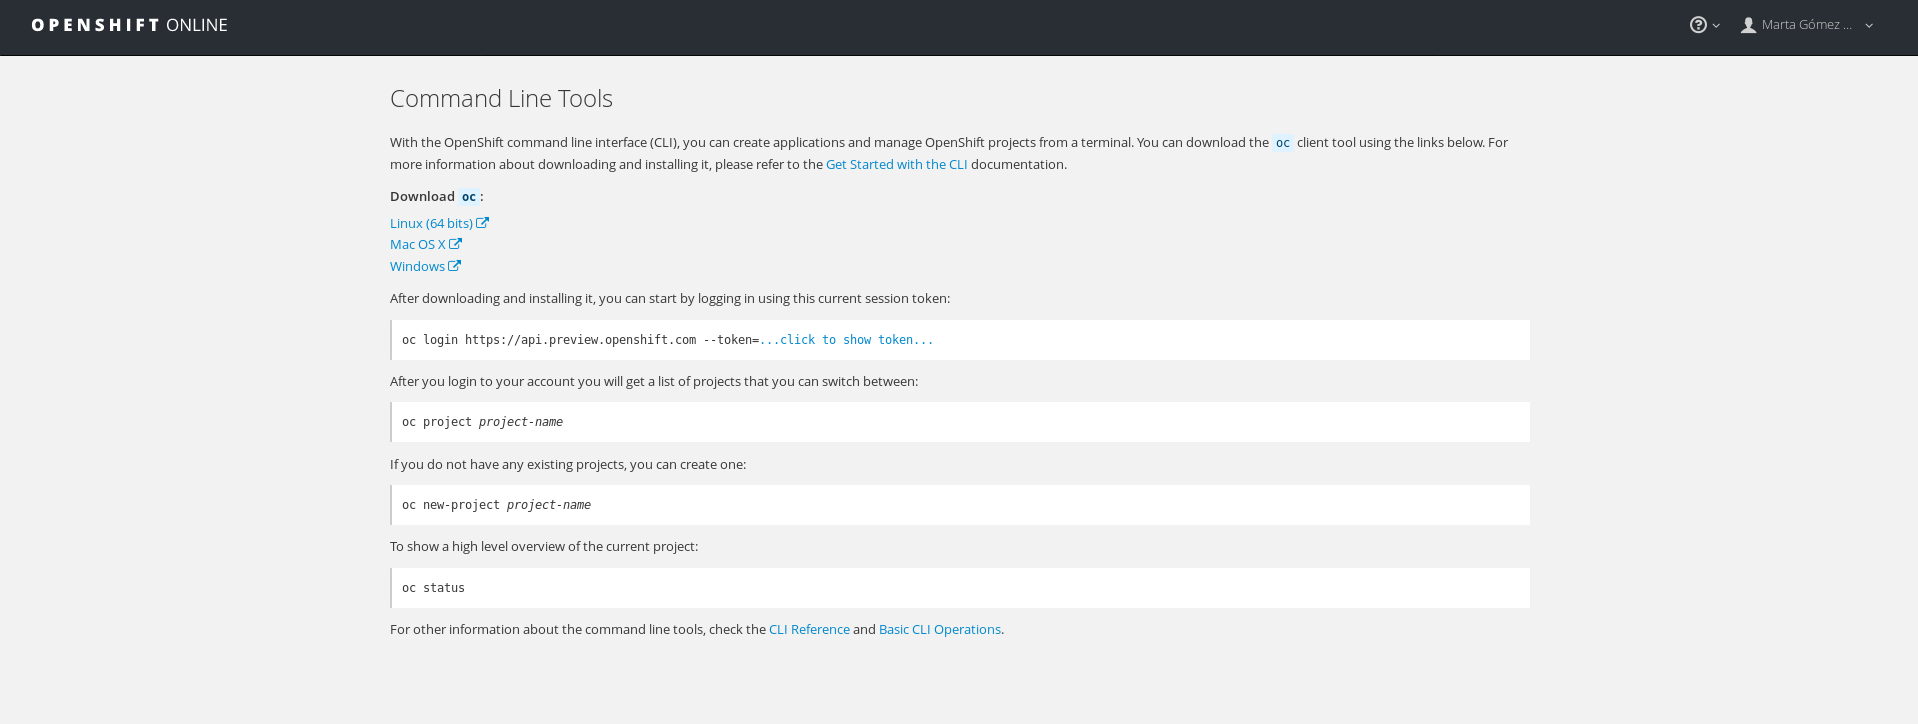 OPENSHIFT ONLINE
Marta Gómez ...
Command Line Tools
With the OpenShift command line interface (CLI), you can create applications and manage OpenShift projects from a terminal. You can download the oc client tool using the links below. For
more information about downloading and installing it, please refer to the Get Started with the CLI documentation.
Download oc :
Linux (64 bits)
Mac OS X
Windows
After downloading and installing it, you can start by logging in using this current session token:
oc login https://api.preview.openshift.com --token=...click to show token...
After you login to your account you will get a list of projects that you can switch between:
oc project project-name
If you do not have any existing projects, you can create one:
oc new-project project-name
To show a high level overview of the current project:
oc status
For other information about the command line tools, check the CLI Reference and Basic CLI Operations.